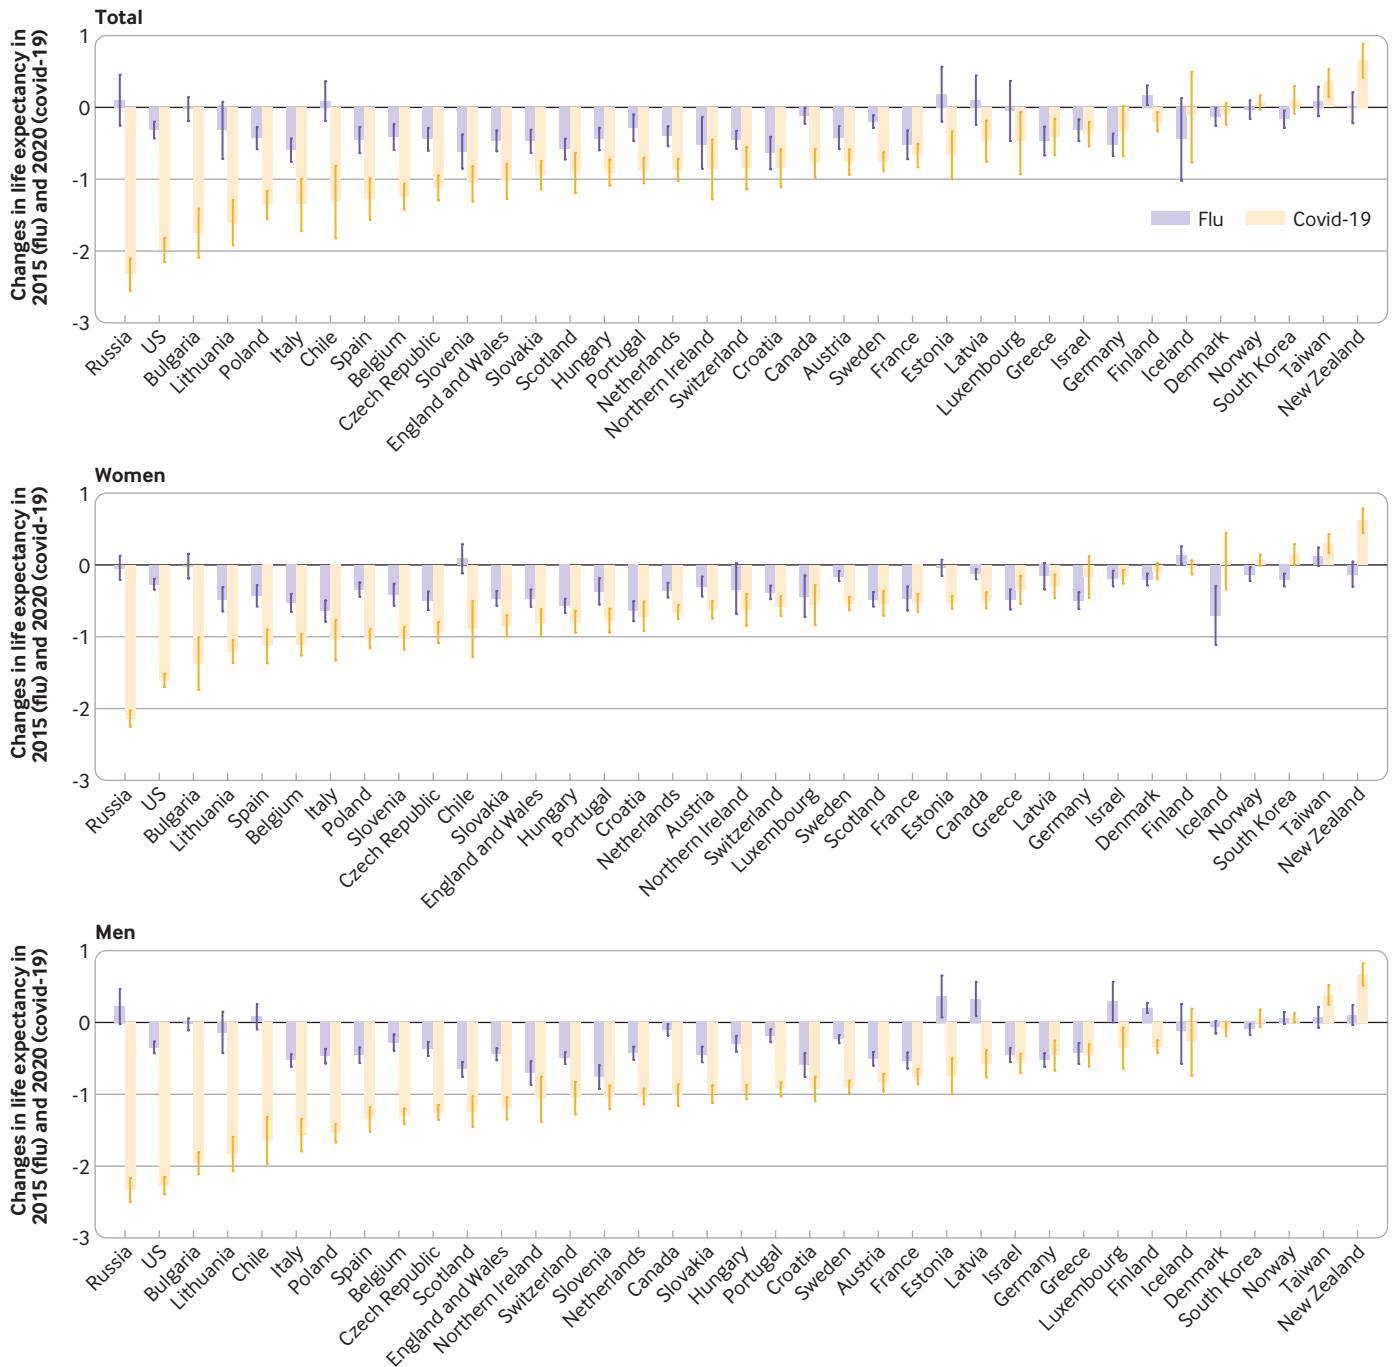 Total
Changes in life expectancy in
2015 (flu) and 2020 (covid-19)
1
0
-1
-2
-3
Flu
Covid-19
Russia
US
Bulgaria
Lithuania
Poland
Italy
Chile
Spain
Belgium
Czech Republic
Slovenia
England and Wales
Slovakia
Scotland
Hungary
Portugal
Netherlands
Northern Ireland
Switzerland
Croatia
Canada
Austria
Sweden
France
Estonia
Latvia
Luxembourg
Greece
Israel
Germany
Finland
Iceland
Denmark
Norway
South Korea
Taiwan
New Zealand
Women
Changes in life expectancy in
2015 (flu) and 2020 (covid-19)
1
0
-1
-2
-3
Russia
US
Bulgaria
Lithuania
Spain
Belgium
Italy
Poland
Slovenia
Czech Republic
Chile
Slovakia
England and Wales
Hungary
Portugal
Croatia
Netherlands
Austria
Northern Ireland
Switzerland
Luxembourg
Sweden
Scotland
France
Estonia
Canada
Greece
Latvia
Germany
Israel
Denmark
Finland
Iceland
Norway
South Korea
Taiwan
New Zealand
Men
Changes in life expectancy in
2015 (flu) and 2020 (covid-19)
1
0
-1
-2
-3
Russia
US
Bulgaria
Lithuania
Chile
Italy
Poland
Spain
Belgium
Czech Republic
Scotland
England and Wales
Northern Ireland
Switzerland
Slovenia
Netherlands
Canada
Slovakia
Hungary
Portugal
Croatia
Sweden
Austria
France
Estonia
Latvia
Israel
Germany
Greece
Luxembourg
Finland
Iceland
Denmark
South Korea
Norway
Taiwan
New Zealand